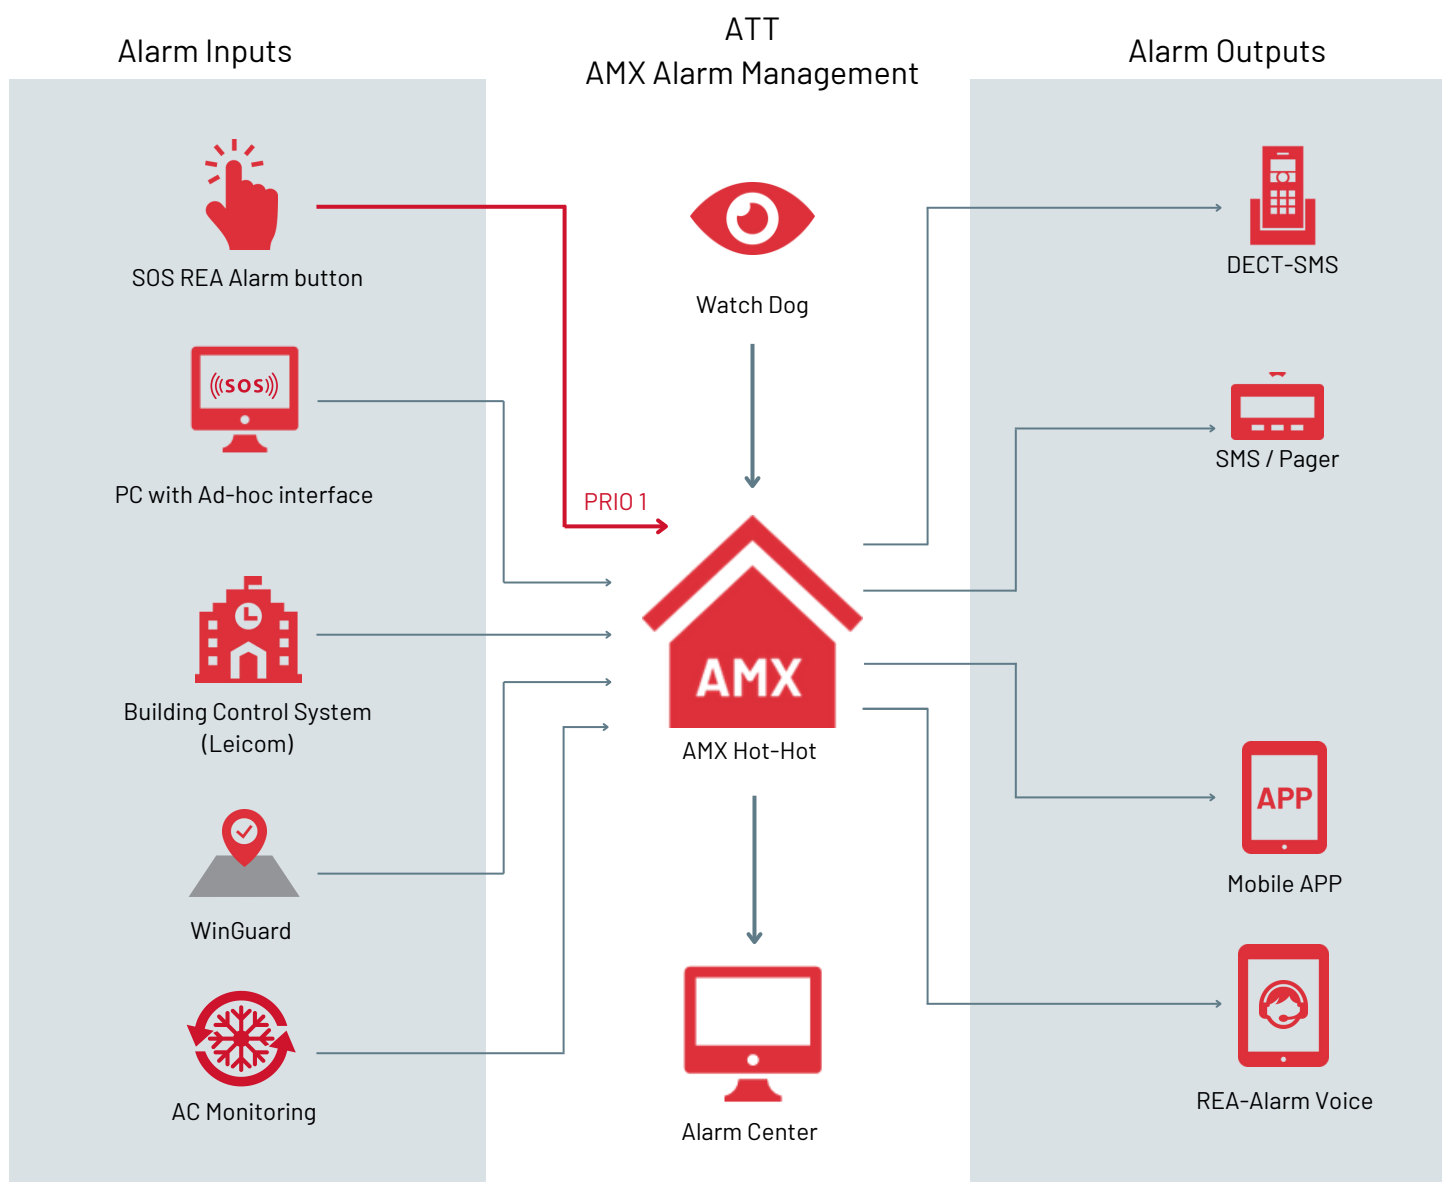 Alarm Inputs
ATT
AMX Alarm Management
Alarm Outputs
SOS REA Alarm button
SOS
PC with Ad-hoc interface
Building Control System
(Leicom)
WinGuard
AC Monitoring
Watch Dog
PRIO 1
AMX
AMX Hot-Hot
Alarm Center
DECT-SMS
SMS / Pager
APP
Mobile APP
REA-Alarm Voice